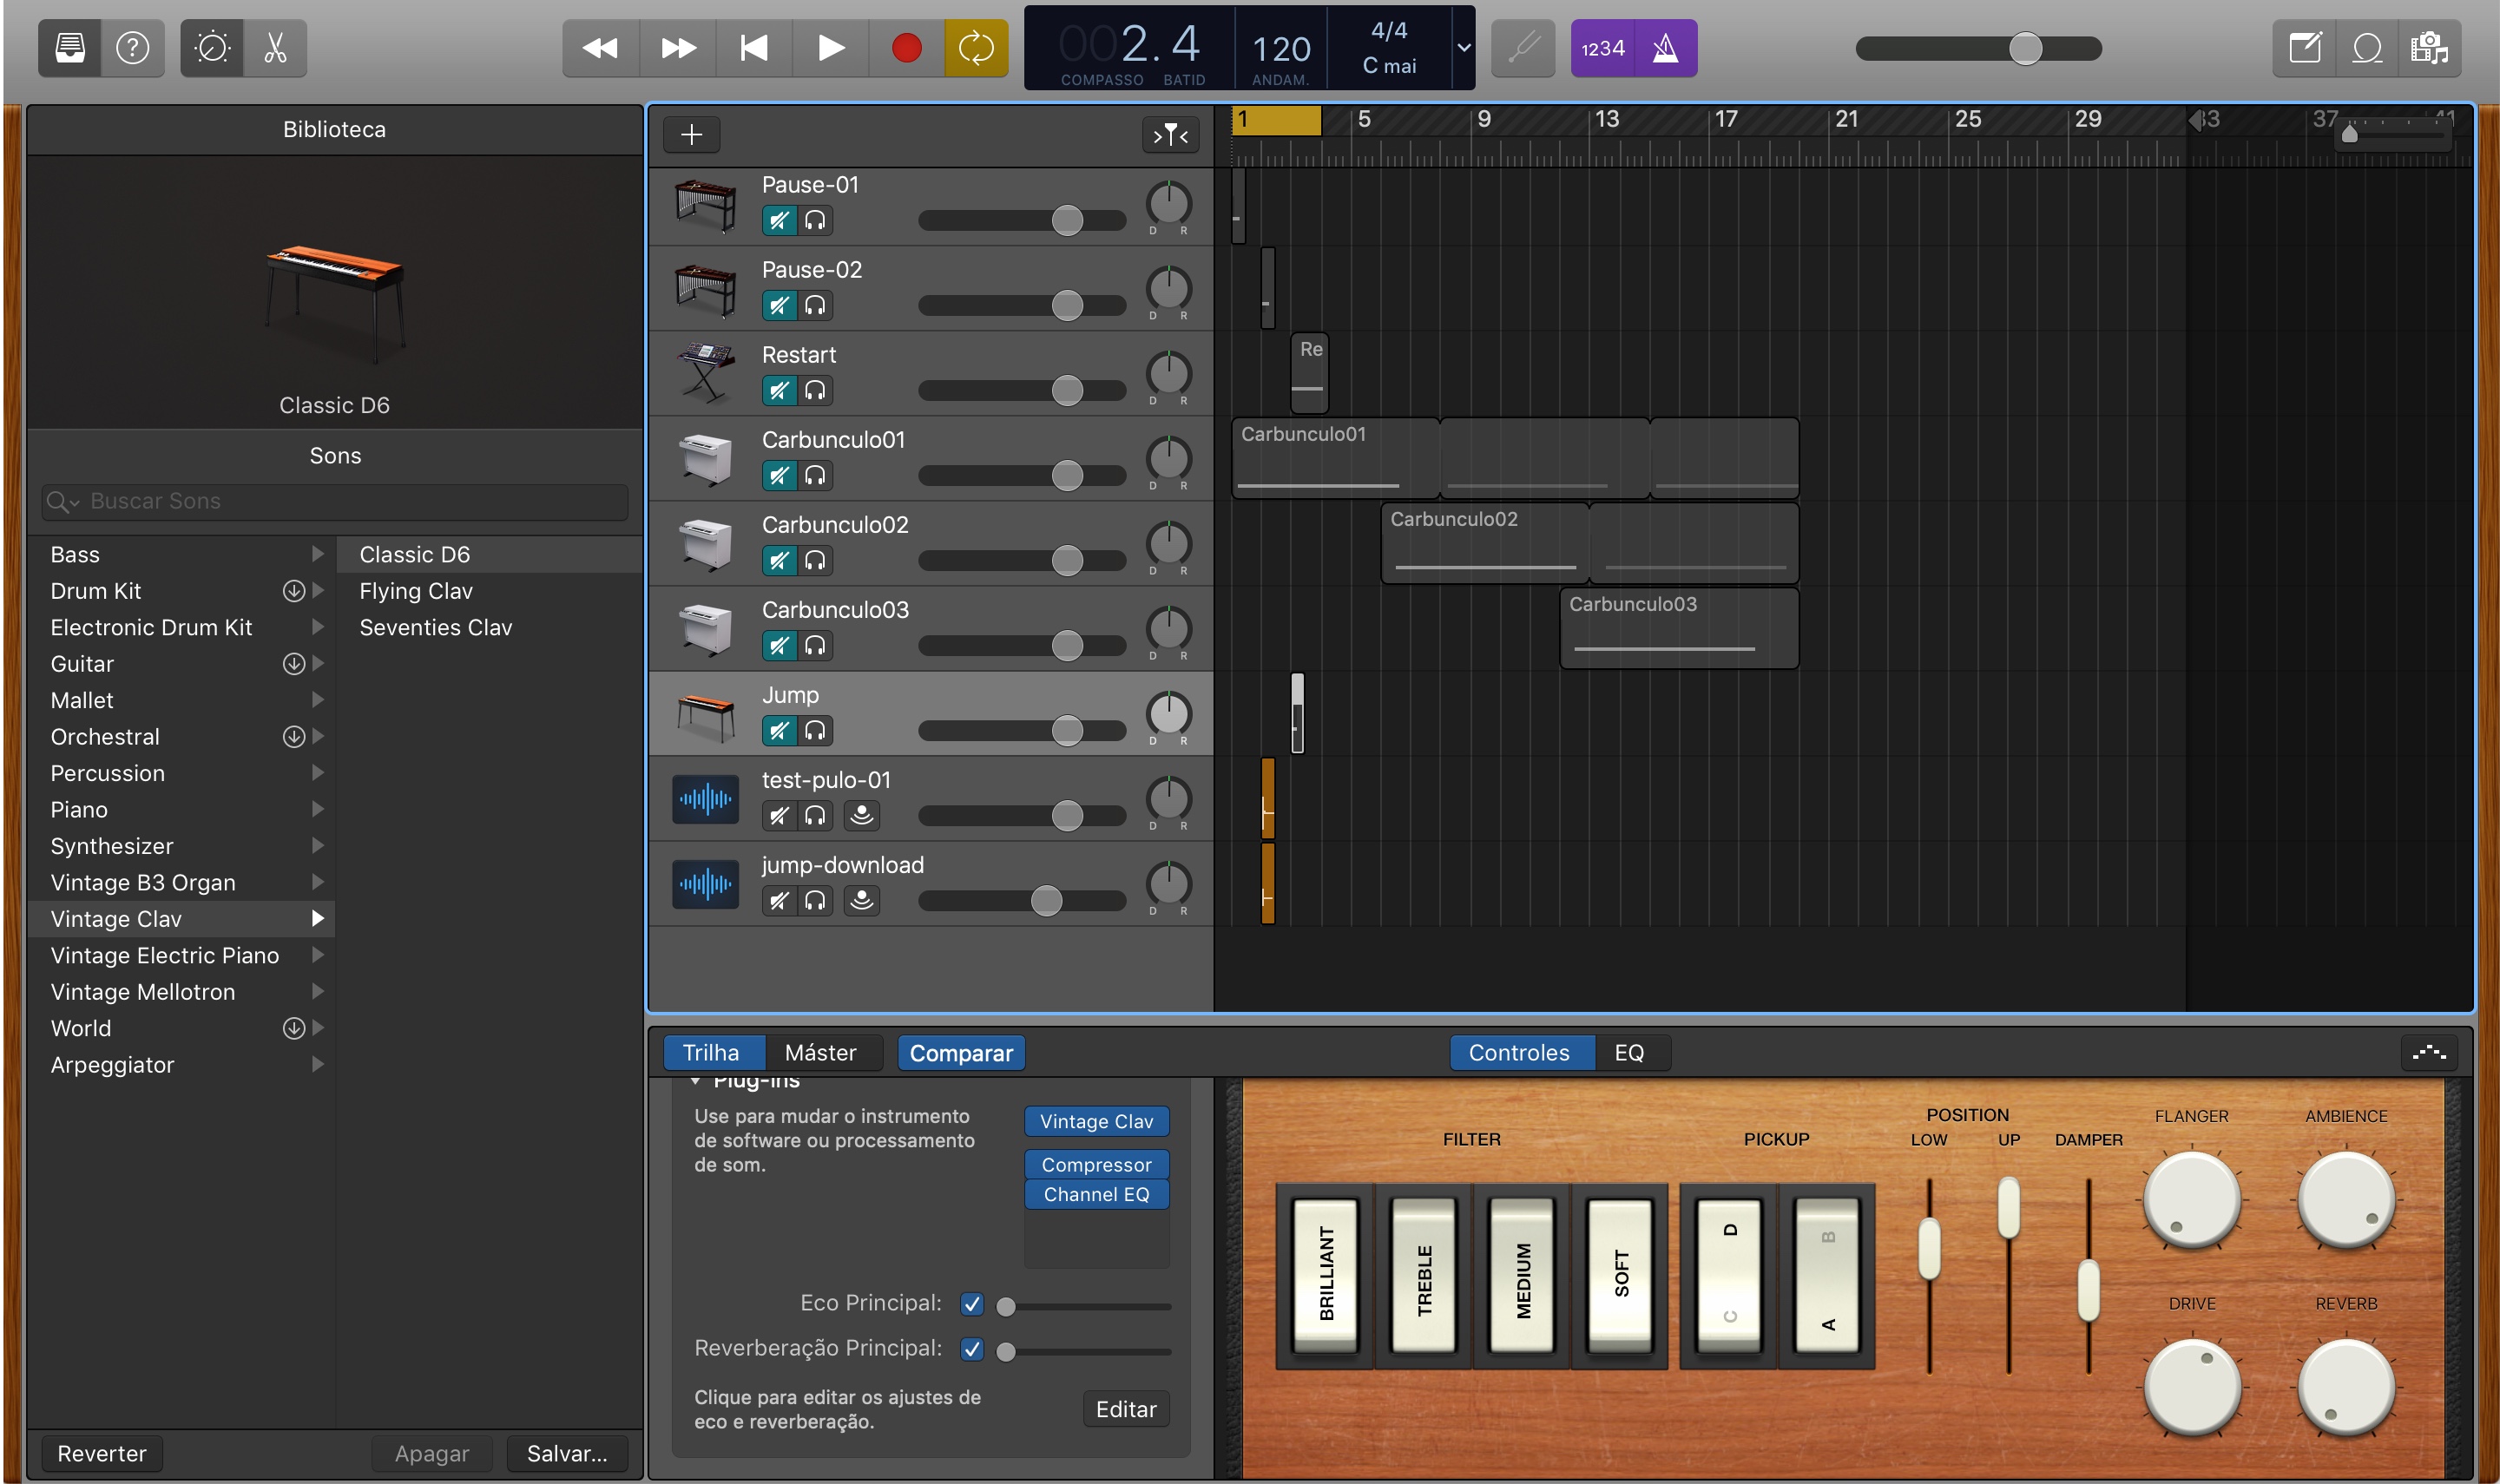 002.4
COMPASSO BATID
120
ANDAM.
4/4
C mai
1234
Biblioteca
Classic D6
Sons
Buscar Sons
Bass
Drum Kit
Electronic Drum Kit
Guitar
Mallet
Orchestral
Percussion
Piano
Synthesizer
Vintage B3 Organ
Vintage Clav
Vintage Electric Piano
Vintage Mellotron
World
Arpeggiator
Classic D6
Flying Clav
Seventies Clav
Reverter
Apagar
Salvar...
1 5 9 13 17 21 25 29 33 37 41
Pause-01
D R
Pause-02
D R
Restart
D R
Carbunculo01
D R
Carbunculo02
D R
Carbunculo03
D R
Jump
D R
test-pulo-01
D R
jump-download
D R
Re
Carbunculo01
Carbunculo02
Carbunculo03
Trilha
Máster
Comparar
Controles
EQ
Plug-ins
Use para mudar o instrumento
de software ou processamento
de som.
Vintage Clav
Compressor
Channel EQ
Eco Principal:
Reverberação Principal:
Clique para editar os ajustes de
eco e reverberação.
Editar
FILTER
BRILLIANT
TREBLE
MEDIUM
SOFT
PICKUP
D
C
B
A
POSITION
LOW UP
DAMPER
FLANGER
AMBIENCE
DRIVE
REVERB